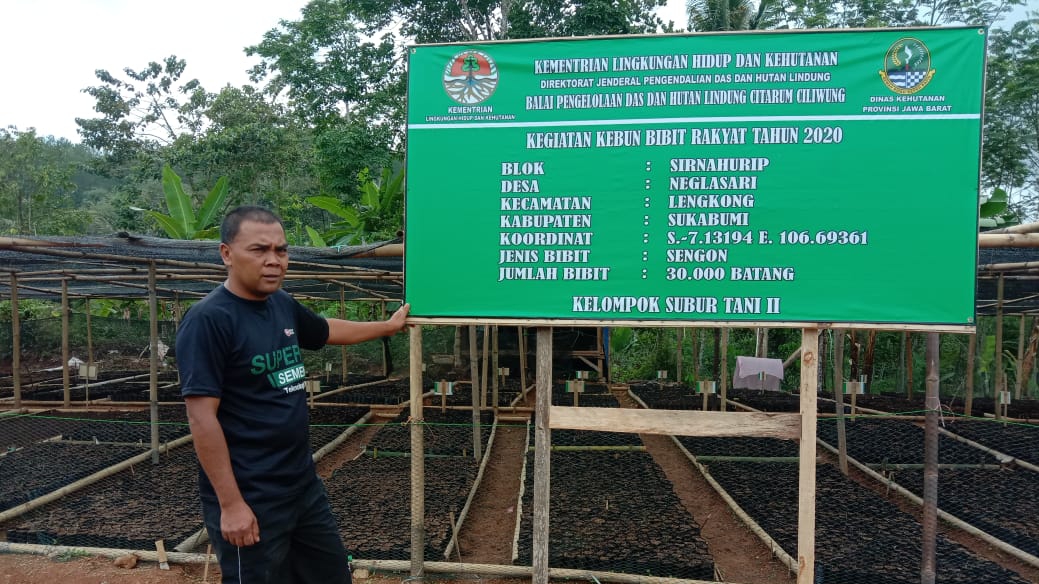 KEMENTRIAN LINGKUNGAN HIDUP DAN KEHUTANAN
DIREKTORAT JENDERAL PENGENDALIAN DAS DAN HUTAN LINDUNG
BALAI PENGELOLAAN DAS DAN HUTAN LINDUNG CITARUM CILIWUNG
KEMENTRIAN
LINGKUNGAN HIDUP DAN KEHUTANAN
DINAS KEHUTANAN
PROVINSI JAWA BARAT
KEGIATAN KEBUN BIBIT RAKYAT TAHUN 2020
BLOK : SIRNAHURIP
DESA : NEGLASARI
KECAMATAN : LENGKONG
KABUPATEN : SUKABUMI
KOORDINAT : S.-7.13194 E. 106.69361
JENIS BIBIT : SENGON
JUMLAH BIBIT : 30.000 BATANG
KELOMPOK SUBUR TANI II
SUPER
SEMEN